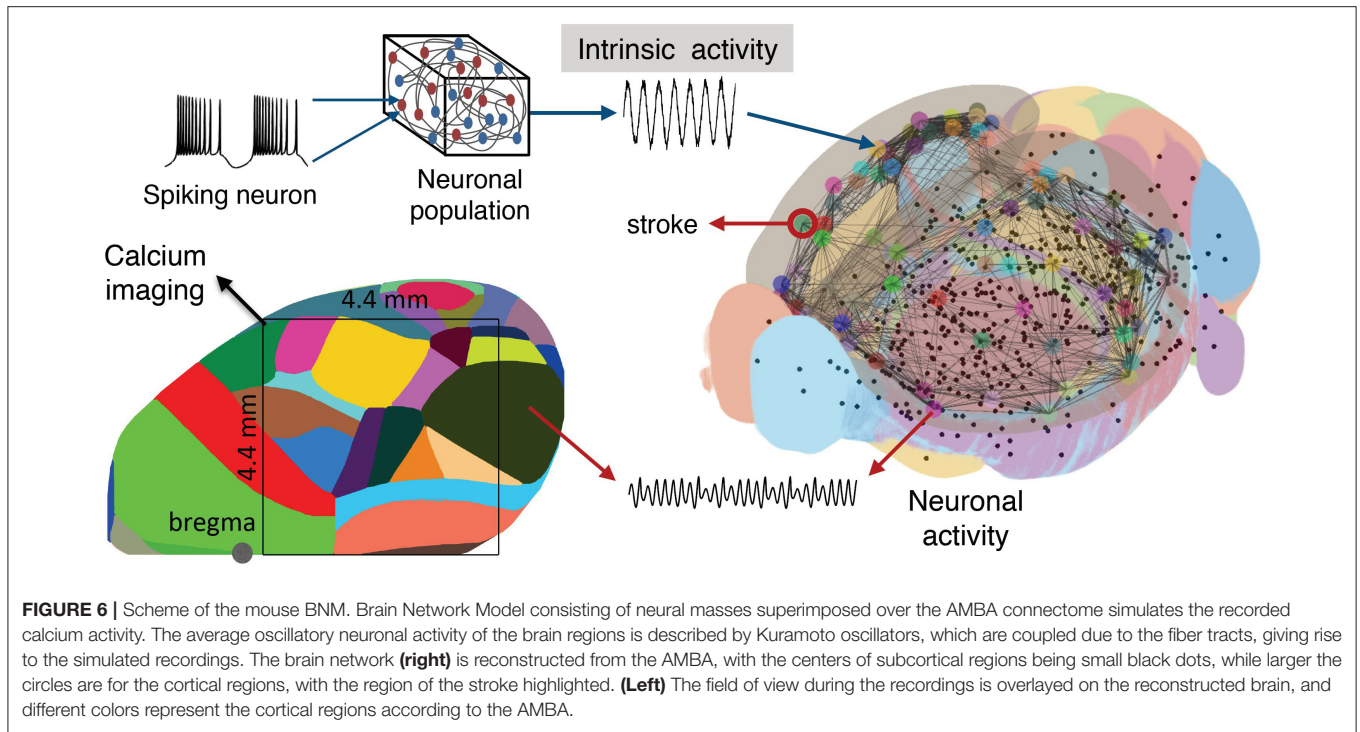 Intrinsic activity
Spiking neuron
Neuronal
population
stroke
Calcium
imaging
4.4 mm
4.4 mm
bregma
Neuronal
activity
FIGURE 6 | Scheme of the mouse BNM. Brain Network Model consisting of neural masses superimposed over the AMBA connectome simulates the recorded
calcium activity. The average oscillatory neuronal activity of the brain regions is described by Kuramoto oscillators, which are coupled due to the fiber tracts, giving rise
to the simulated recordings. The brain network (right) is reconstructed from the AMBA, with the centers of subcortical regions being small black dots, while larger the
circles are for the cortical regions, with the region of the stroke highlighted. (Left) The field of view during the recordings is overlayed on the reconstructed brain, and
different colors represent the cortical regions according to the AMBA.